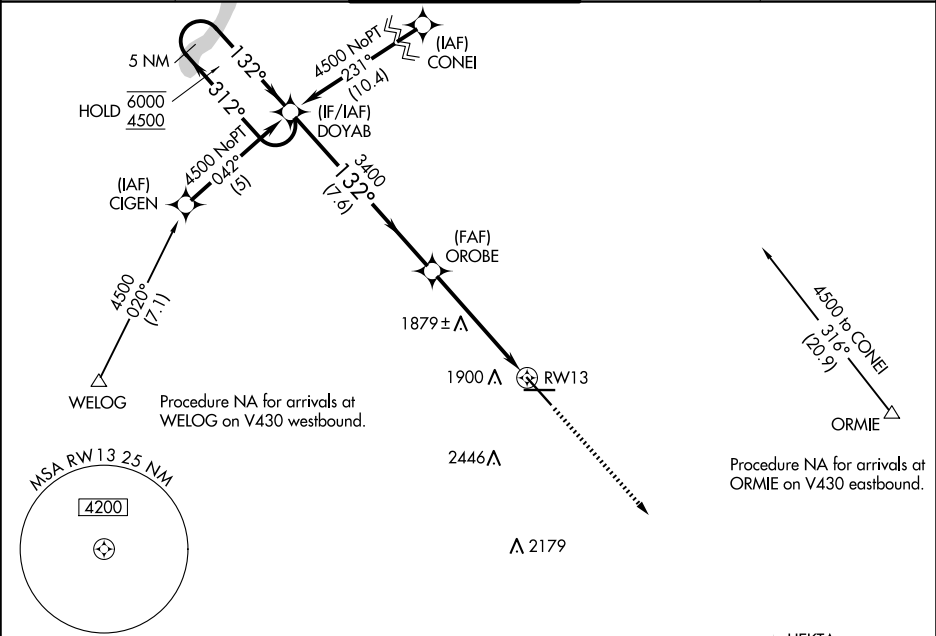 5 NM
132°
312°
HOLD
6000
4500
4500 NoPT
231°
(10.4)
(IAF)
CONEI
(IF/IAF)
DOYAB
4500 NoPT
042°
(5)
(IAF)
CIGEN
3400
132°
(7.6)
(FAF)
OROBE
4500
020°
(7.1)
1879±
1900
RW13
4500 to CONEI
316°
(20.9)
WELOG
Procedure NA for arrivals at
WELOG on V430 westbound.
ORMIE
2446
Procedure NA for arrivals at
ORMIE on V430 eastbound.
MSA RW13 25 NM
4200
2179